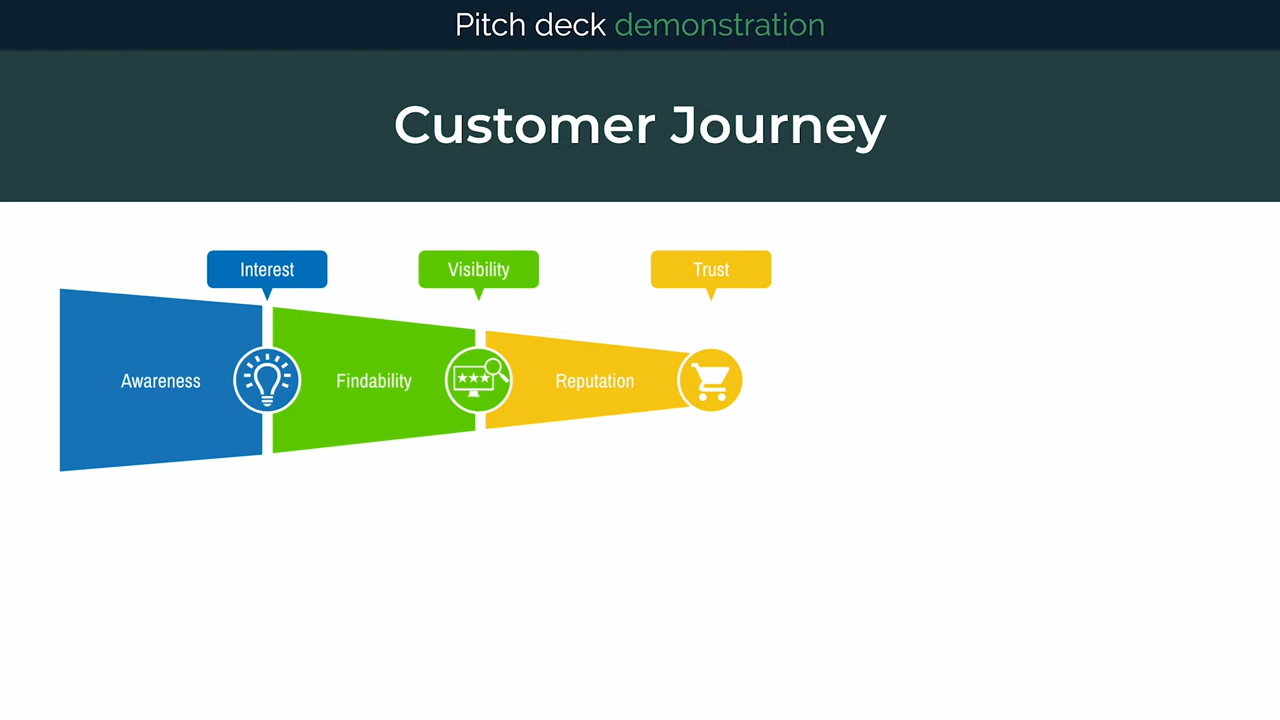 Pitch deck demonstration
Customer Journey
Interest
Visibility
Trust
Awareness
Findability
Reputation